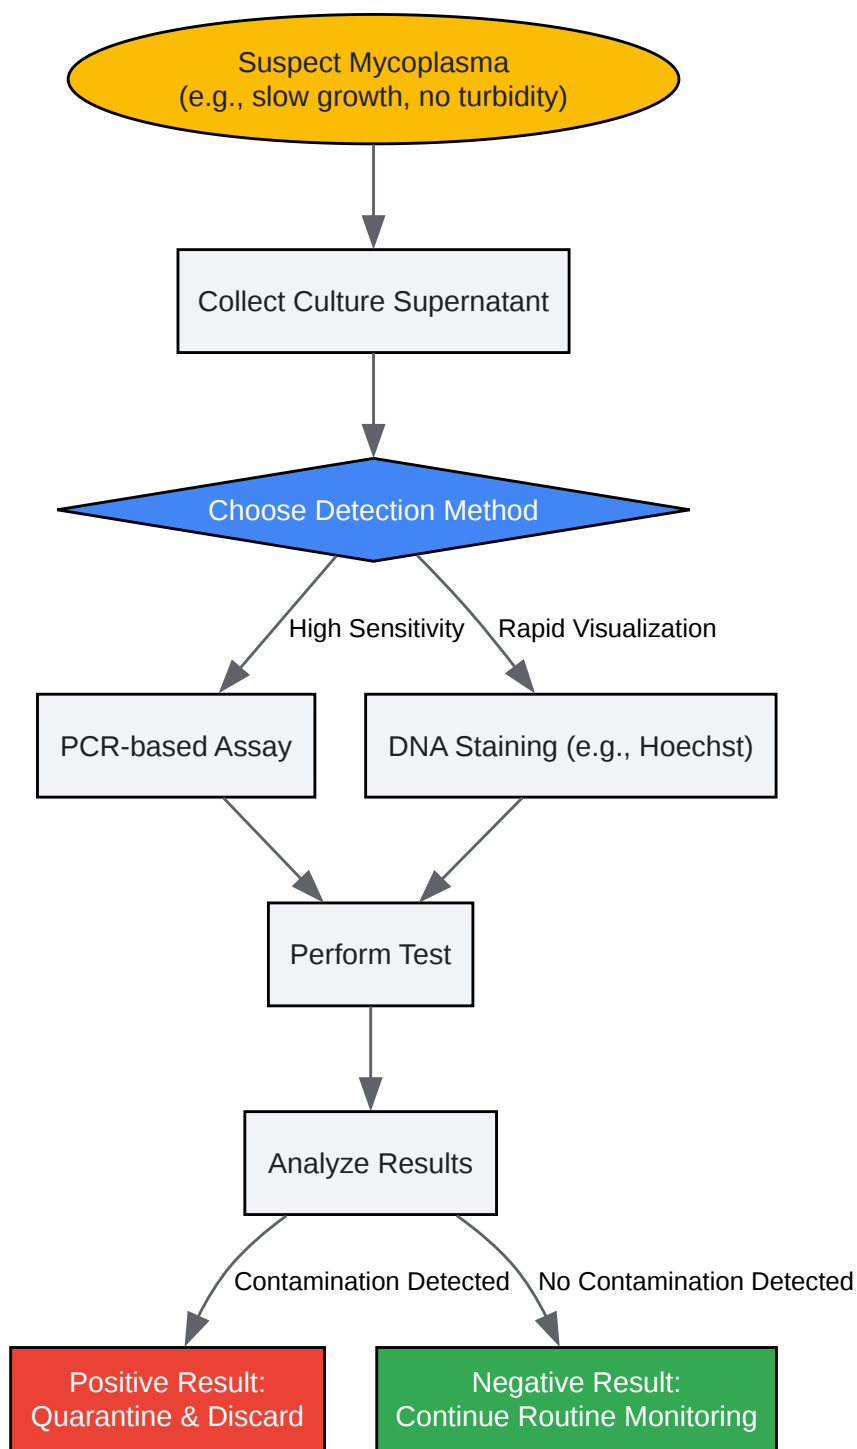 Suspect Mycoplasma
(e.g., slow growth, no turbidity)
Collect Culture Supernatant
Choose Detection Method
High Sensitivity
Rapid Visualization
PCR-based Assay
DNA Staining (e.g., Hoechst)
Perform Test
Analyze Results
Contamination Detected
No Contamination Detected
Positive Result:
Quarantine & Discard
Negative Result:
Continue Routine Monitoring